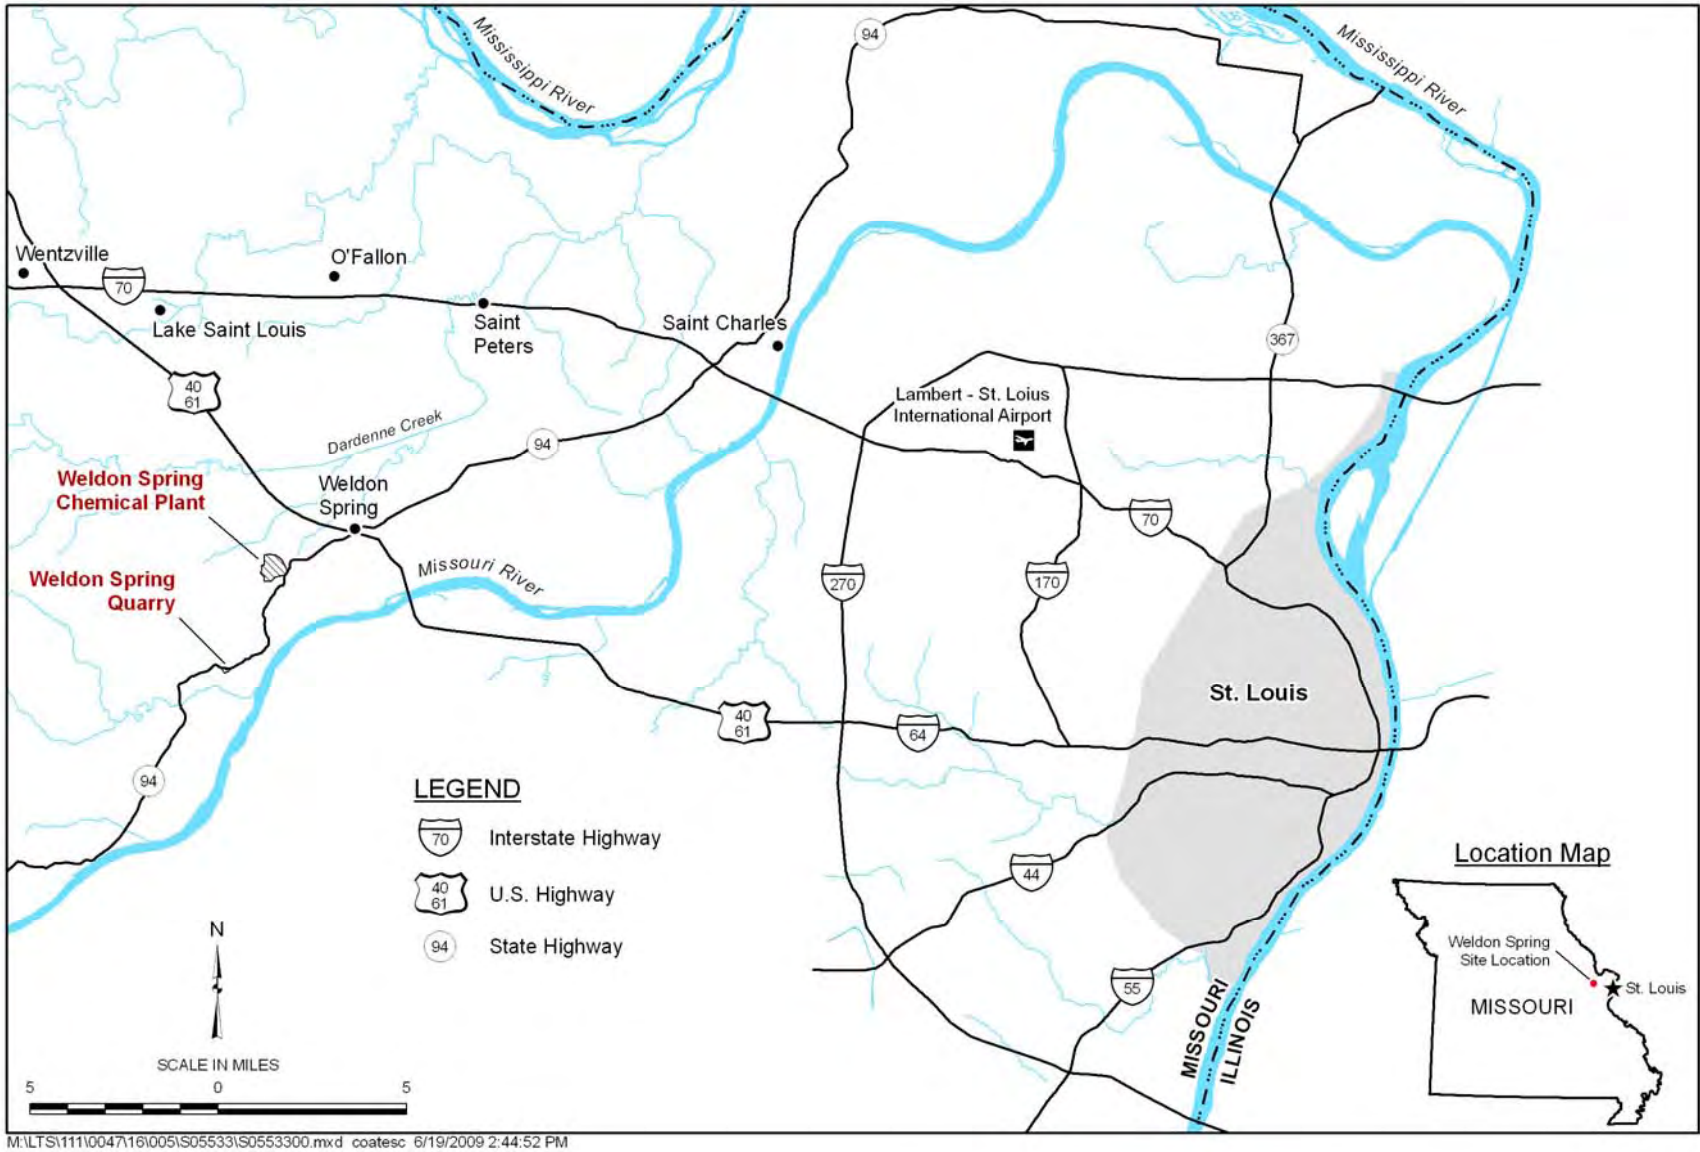 Mississippi River
94
Mississippi River
Wentzville
O'Fallon
70
Lake Saint Louis
Saint
Peters
Saint Charles
367
40
61
Lambert - St. Loius
International Airport
Dardenne Creek
94
Weldon Spring
Chemical Plant
Weldon
Spring
70
Missouri River
Weldon Spring
Quarry
270
170
St. Louis
40
61
64
94
LEGEND
70
Interstate Highway
40
61
U.S. Highway
94
State Highway
44
55
MISSOURI
ILLINOIS
Location Map
Weldon Spring
Site Location
St. Louis
MISSOURI
N
SCALE IN MILES
5 0 5
M:\LTS\111\0047\16\005\S05533\S0553300.mxd coatesc 6/19/2009 2:44:52 PM